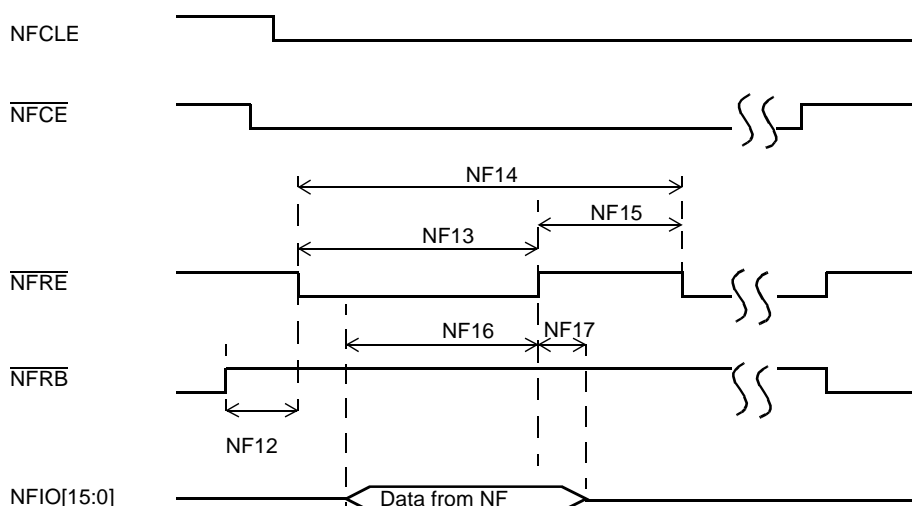 NFCLE
NFCE
NF14
NF15
NF13
NFRE
NF16
NF17
NFRB
NF12
NFIO[15:0]
Data from NF